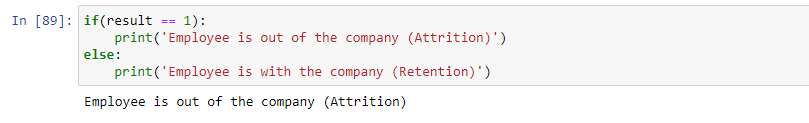 In [89]: if(result == 1):
    print('Employee is out of the company (Attrition)')
else:
    print('Employee is with the company (Retention)')
Employee is out of the company (Attrition)